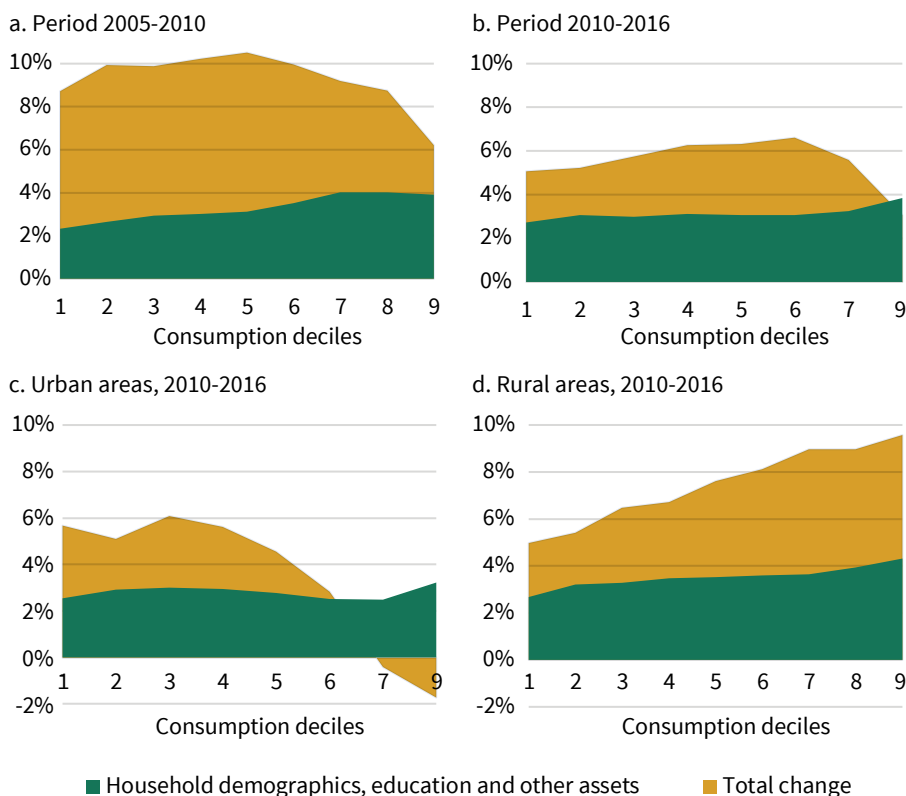 a. Period 2005-2010
10%
8%
6%
4%
2%
0%
1 2 3 4 5 6 7 8 9
Consumption deciles
b. Period 2010-2016
10%
8%
6%
4%
2%
0%
1 2 3 4 5 6 7 9
Consumption deciles
c. Urban areas, 2010-2016
10%
8%
6%
4%
2%
0%
-2%
1 2 3 4 5 6 7 9
Consumption deciles
d. Rural areas, 2010-2016
10%
8%
6%
4%
2%
0%
-2%
1 2 3 4 5 6 7 8 9
Consumption deciles
Household demographics, education and other assets
Total change